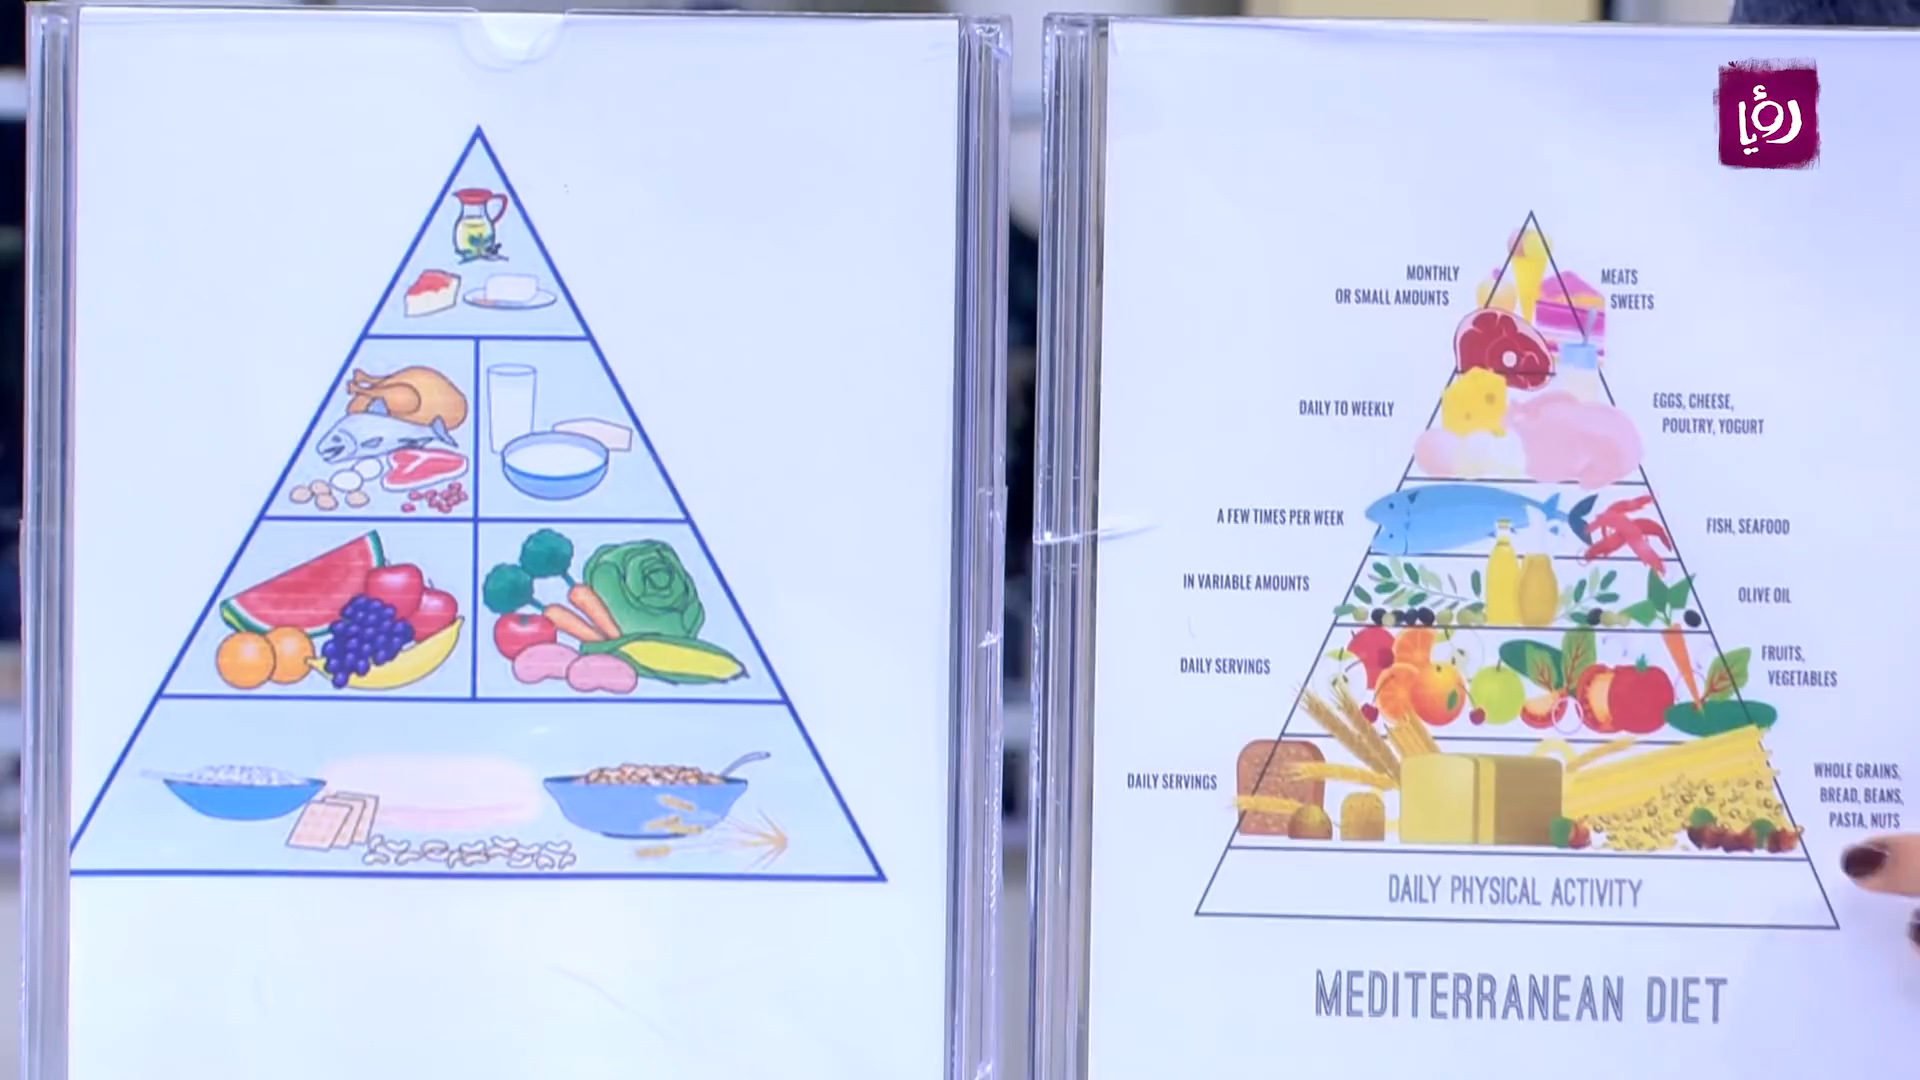 رؤيا
MONTHLY
OR SMALL AMOUNTS
MEATS
SWEETS
DAILY TO WEEKLY
EGGS, CHEESE,
POULTRY, YOGURT
A FEW TIMES PER WEEK
FISH, SEAFOOD
IN VARIABLE AMOUNTS
OLIVE OIL
DAILY SERVINGS
FRUITS,
VEGETABLES
DAILY SERVINGS
WHOLE GRAINS,
BREAD, BEANS,
PASTA, NUTS
DAILY PHYSICAL ACTIVITY
MEDITERRANEAN DIET